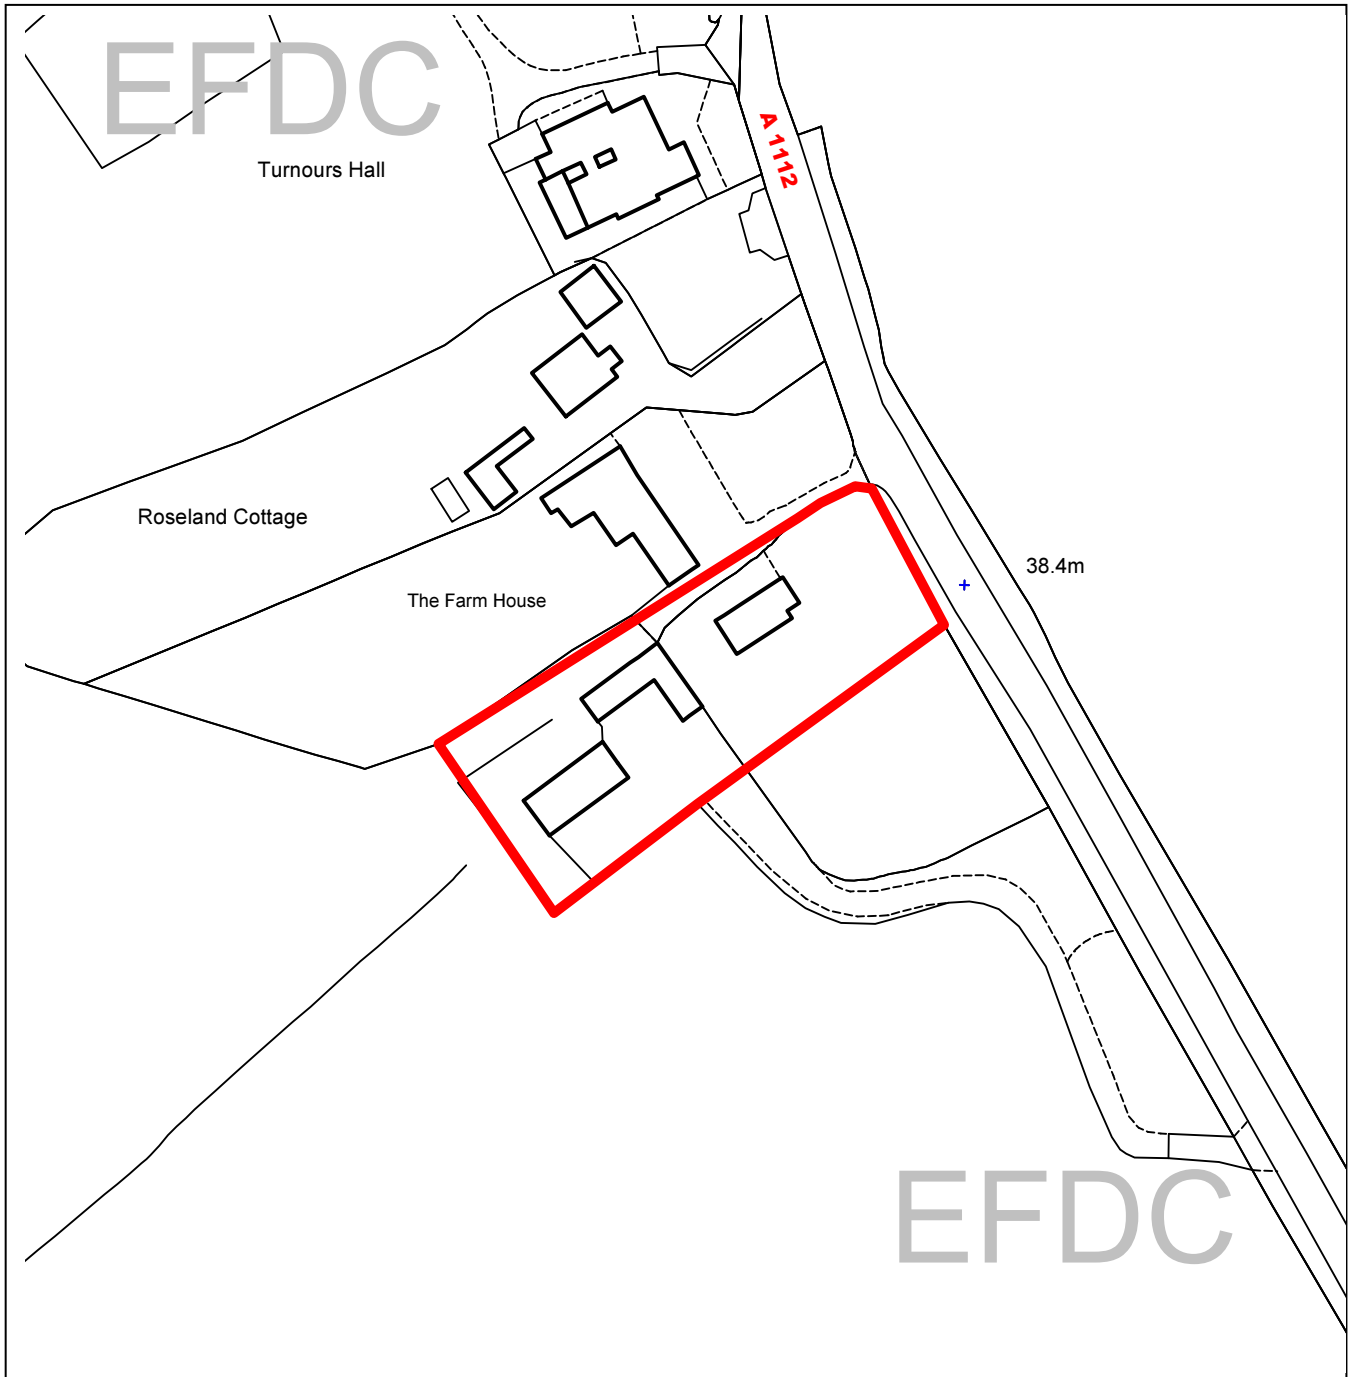 EFDC
Turnours Hall
A 1112
Roseland Cottage
38.4m
The Farm House
EFDC